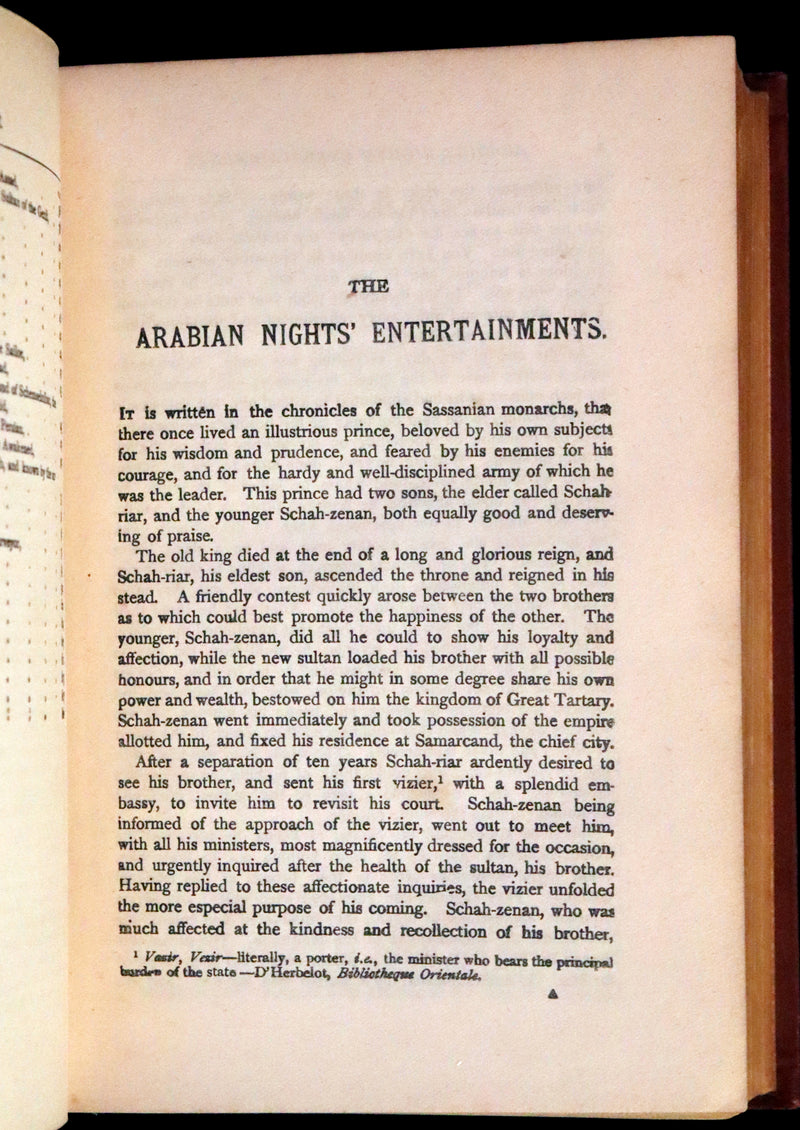 Sultan of the
Sailor,
Persian,
Awakened,
and known by the
THE
ARABIAN NIGHTS' ENTERTAINMENTS.
IT is written in the chronicles of the Sassanian monarchs, that
there once lived an illustrious prince, beloved by his own subjects
for his wisdom and prudence, and feared by his enemies for his
courage, and for the hardy and well-disciplined army of which he
was the leader. This prince had two sons, the elder called Schah-
riar, and the younger Schah-zenan, both equally good and deserv-
ing of praise.
The old king died at the end of a long and glorious reign, and
Schah-riar, his eldest son, ascended the throne and reigned in his
stead. A friendly contest quickly arose between the two brothers
as to which could best promote the happiness of the other. The
younger, Schah-zenan, did all he could to show his loyalty and
affection, while the new sultan loaded his brother with all possible
honours, and in order that he might in some degree share his own
power and wealth, bestowed on him the kingdom of Great Tartary.
Schah-zenan went immediately and took possession of the empire
allotted him, and fixed his residence at Samarcand, the chief city.
After a separation of ten years Schah-riar ardently desired to
see his brother, and sent his first vizier,¹ with a splendid em-
bassy, to invite him to revisit his court. Schah-zenan being
informed of the approach of the vizier, went out to meet him,
with all his ministers, most magnificently dressed for the occasion,
and urgently inquired after the health of the sultan, his brother.
Having replied to these affectionate inquiries, the vizier unfolded
the more especial purpose of his coming. Schah-zenan, who was
much affected at the kindness and recollection of his brother,
¹ Vazir, Vezir—literally, a porter, i.e., the minister who bears the principal
burden of the state—D'Herbelot, Bibliotheque Orientale.
A